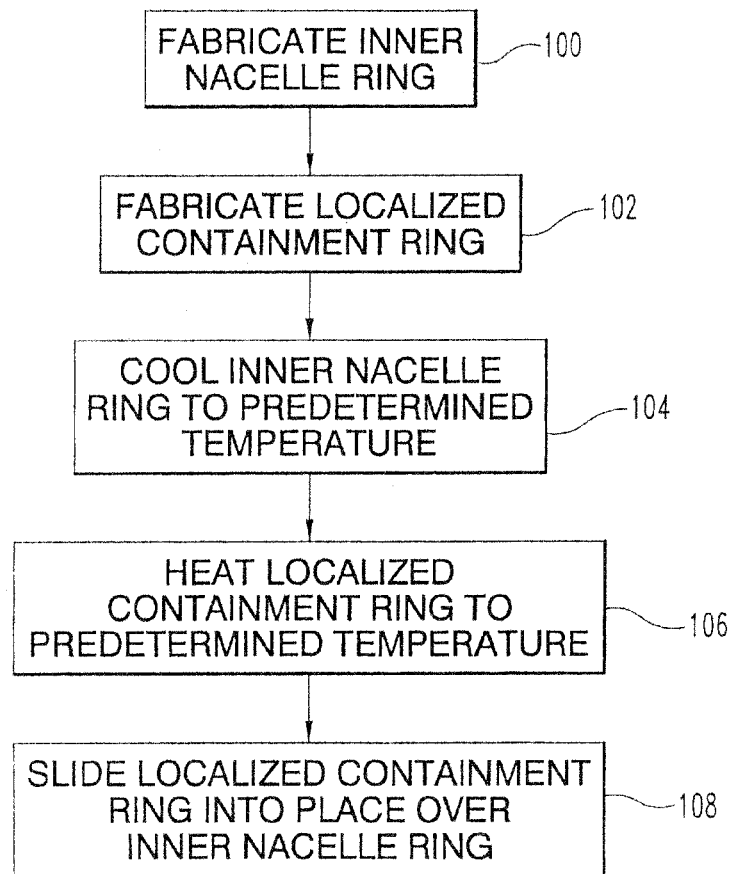 FABRICATE INNER
NACELLE RING
100
FABRICATE LOCALIZED
CONTAINMENT RING
102
COOL INNER NACELLE
RING TO PREDETERMINED
TEMPERATURE
104
HEAT LOCALIZED
CONTAINMENT RING TO
PREDETERMINED TEMPERATURE
106
SLIDE LOCALIZED CONTAINMENT
RING INTO PLACE OVER
INNER NACELLE RING
108